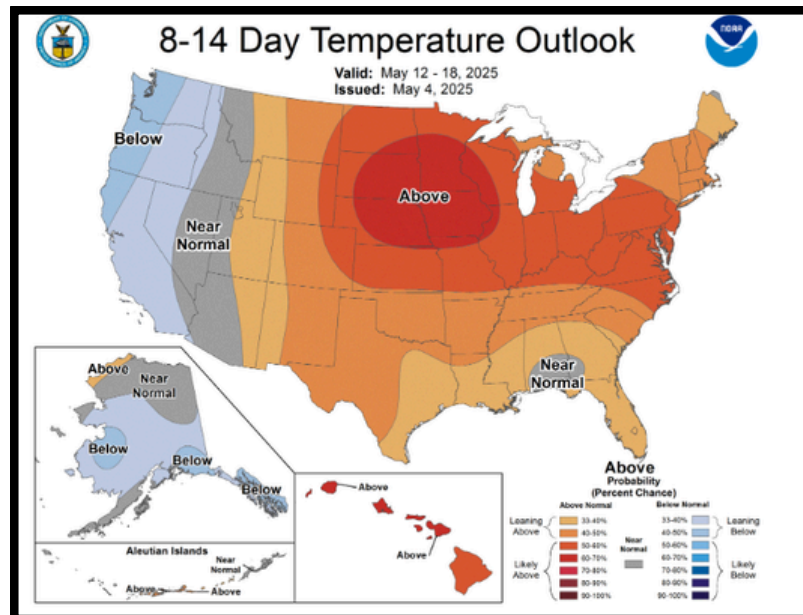 8-14 Day Temperature Outlook
Valid: May 12 - 18, 2025
Issued: May 4, 2025
NOAA
Below
Near
Normal
Above
Near
Normal
Above
Near
Normal
Below
Below
Below
Aleutian Islands
Near
Normal
Above
Above
Above
Above
Above
Probability
(Percent Chance)
Above Normal
Below Normal
Leaning
Above
33-40%
40-50%
Likely
Above
50-60%
60-70%
70-80%
80-90%
90-100%
Near
Normal
33-40%
40-50%
Leaning
Below
50-60%
60-70%
70-80%
80-90%
90-100%
Likely
Below